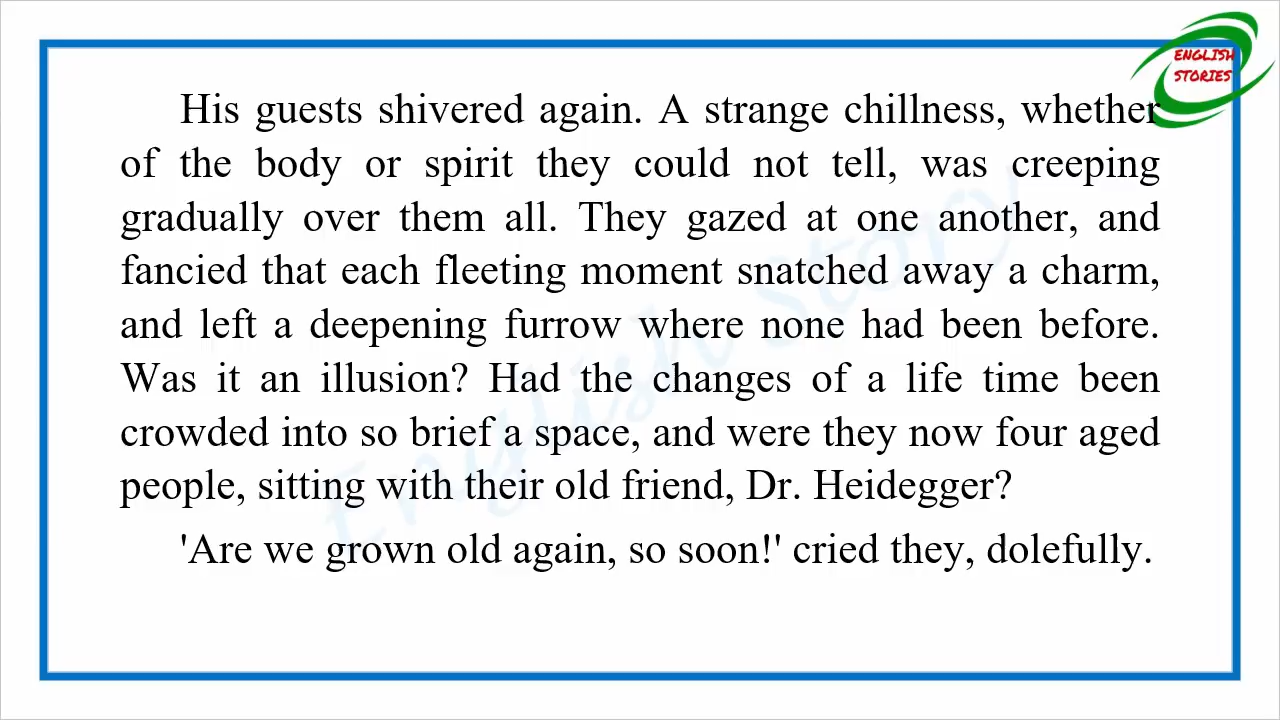 ENGLISH
STORIES
His guests shivered again. A strange chillness, whether
of the body or spirit they could not tell, was creeping
gradually over them all. They gazed at one another, and
fancied that each fleeting moment snatched away a charm,
and left a deepening furrow where none had been before.
Was it an illusion? Had the changes of a life time been
crowded into so brief a space, and were they now four aged
people, sitting with their old friend, Dr. Heidegger?
'Are we grown old again, so soon!' cried they, dolefully.
English Story